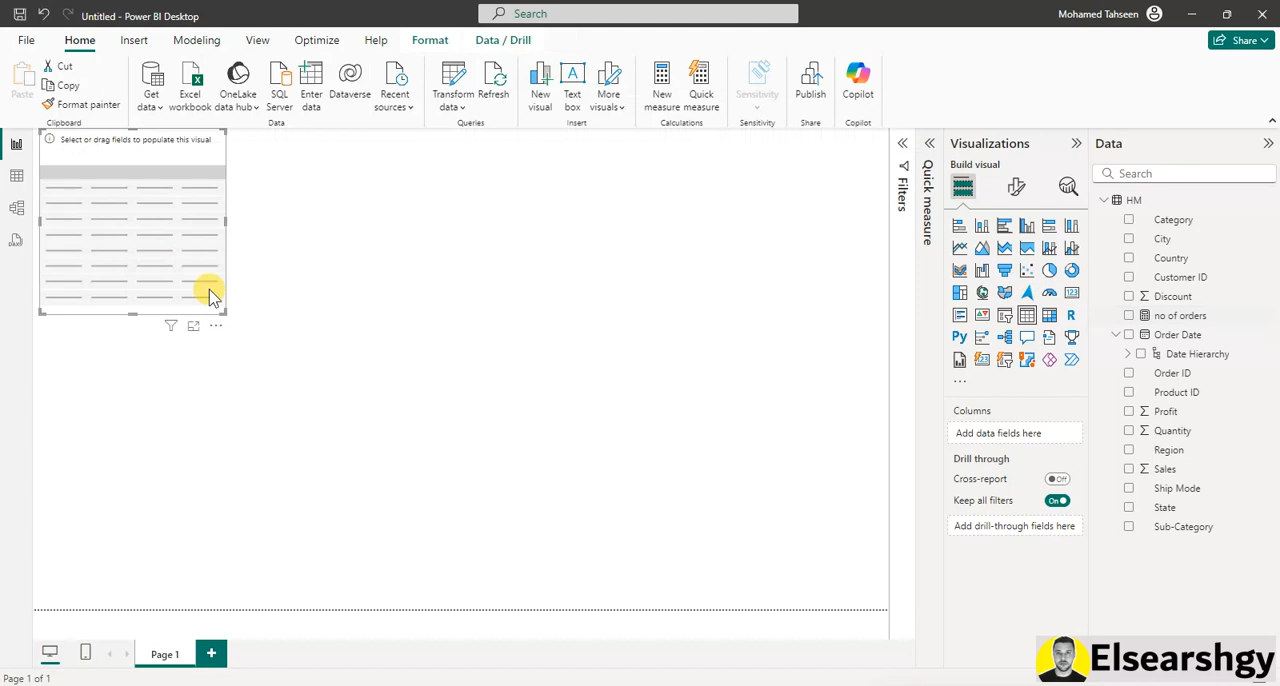 Untitled - Power BI Desktop
Search
Mohamed Tahseen
File
Home
Insert
Modeling
View
Optimize
Help
Format
Data / Drill
Share
Paste
Cut
Copy
Format painter
Clipboard
Get data
Excel workbook
OneLake data hub
SQL Server
Enter data
Dataverse
Recent sources
Data
Transform data
Refresh
Queries
New visual
Text box
More visuals
Insert
New measure
Quick measure
Calculations
Sensitivity
Sensitivity
Publish
Share
Copilot
Copilot
Select or drag fields to populate this visual
Filters
Quick measure
Visualizations
Build visual
Columns
Add data fields here
Drill through
Cross-report
Off
Keep all filters
On
Add drill-through fields here
Data
Search
HM
Category
City
Country
Customer ID
Discount
no of orders
Order Date
Date Hierarchy
Order ID
Product ID
Profit
Quantity
Region
Sales
Ship Mode
State
Sub-Category
Page 1
Page 1 of 1
Elsearshgy